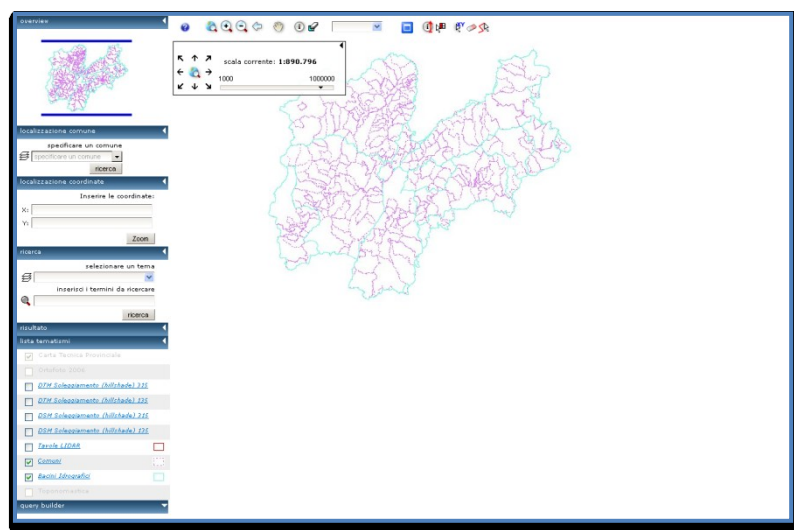 overview
scala corrente: 1:890.796
1000 1000000
localizzazione comune
specificare un comune
specificare un comune
ricerca
localizzazione coordinate
Inserire le coordinate:
X:
Y:
Zoom
ricerca
selezionare un tema
inserisci i termini da ricercare
ricerca
risultato
lista tematismi
Carta Tecnica Provinciale
Ortofoto 2006
DTM Soleggiamento (hillshade) 315
DTM Soleggiamento (hillshade) 135
DSM Soleggiamento (hillshade) 315
DSM Soleggiamento (hillshade) 135
Tavole LIDAR
Comuni
Bacini Idrografici
Toponomastica
query builder